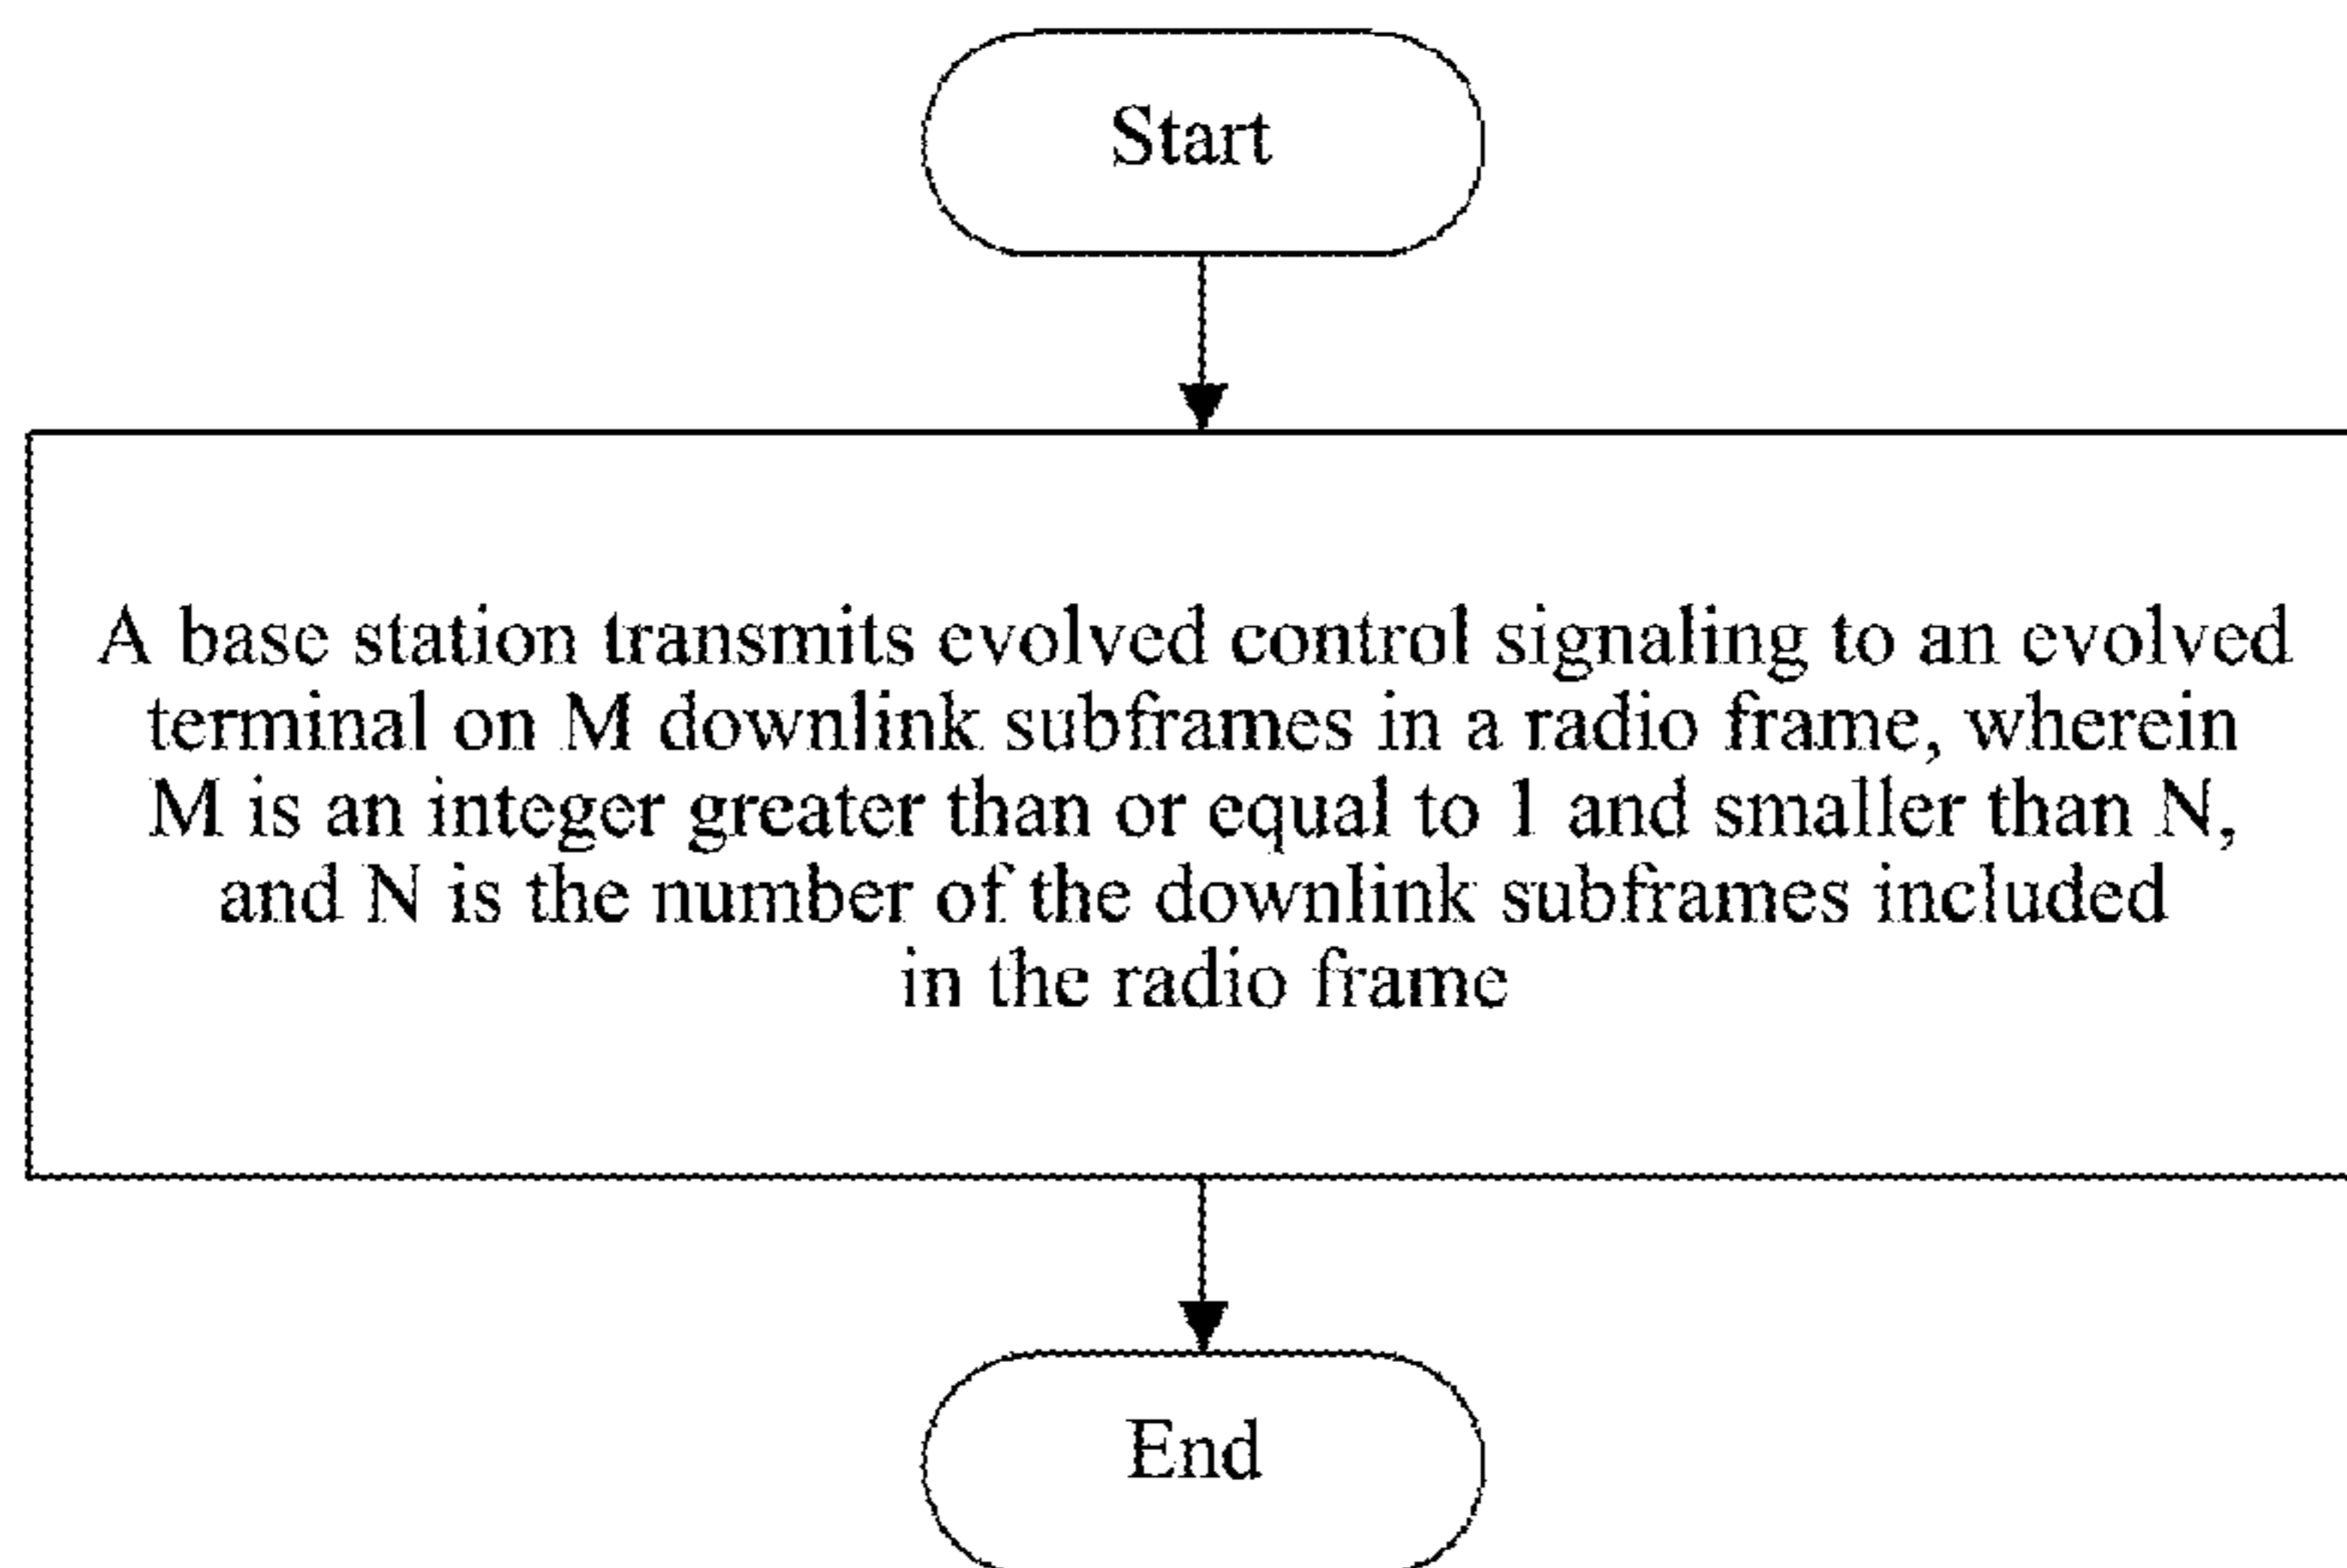 Start
A base station transmits evolved control signaling to an evolved
terminal on M downlink subframes in a radio frame, wherein
M is an integer greater than or equal to 1 and smaller than N,
and N is the number of the downlink subframes included
in the radio frame
End